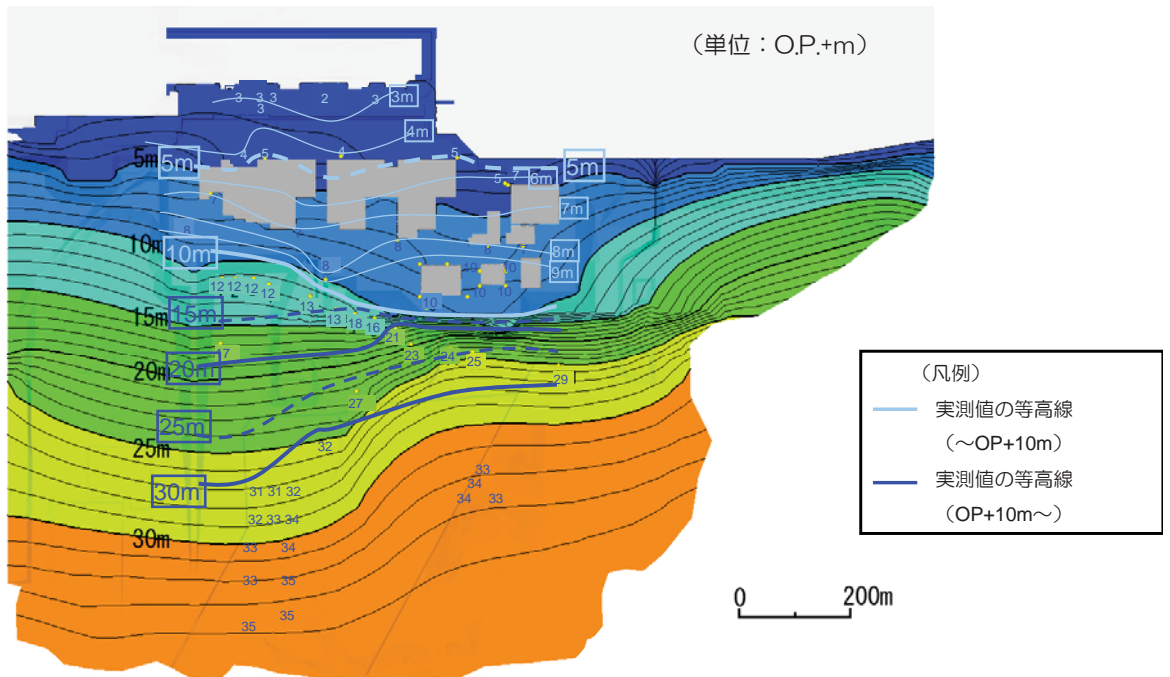 （単位：O.P.+m）
3 3 3 2 3 3m
3
4m
4 5 4 5
5m 5m 5m
5 7 6m
7m
8
10m 8 8m
10m 9m
8 10 10
12 12 12 12
13 10 10 10
15m
15m 13 18 16
21
17 23 24 25
20m
20m 29
27
25m
25m 32
33
30m 31 31 32 34
34 33
32 33 34
30m
33 34
33 35
35
35
（凡例）
実測値の等高線
（～OP+10m）
実測値の等高線
（OP+10m～）
0 200m